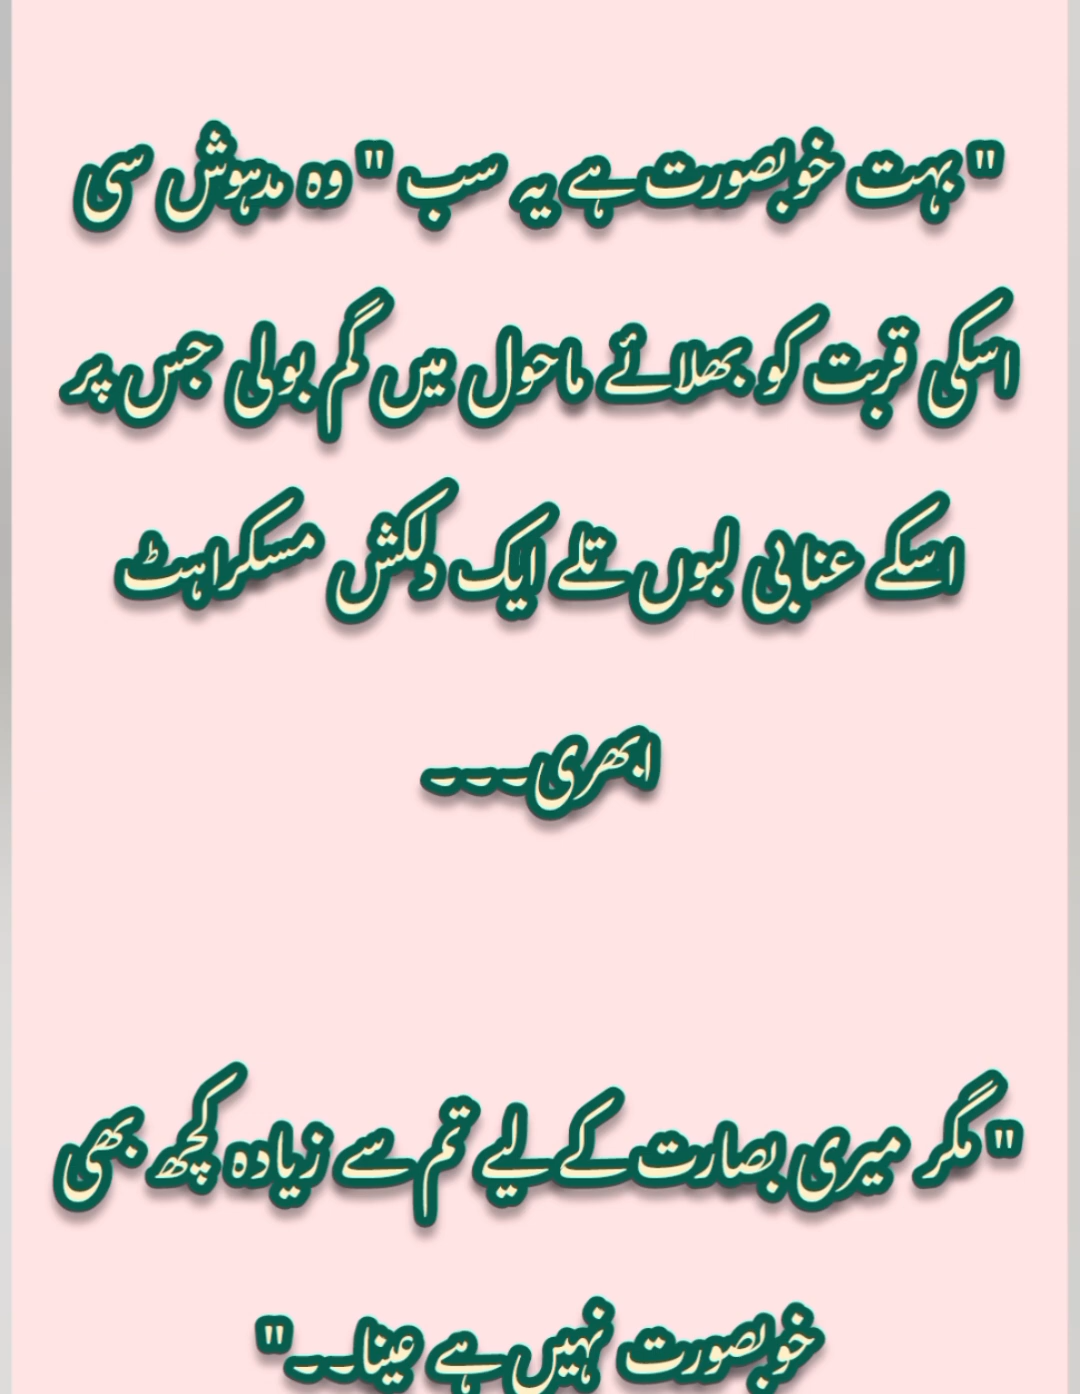 "بہت خوبصورت ہے یہ سب" وہ مدہوش سی
اسکی قربت کو بھلائے ماحول میں گم بولی جس پر
اسکے عنابی لبوں تلے ایک دلکش مسکراہٹ
ابھری۔۔۔
"مگر میری بصارت کے لیے تم سے زیادہ کچھ بھی
خوبصورت نہیں ہے عینا۔۔"